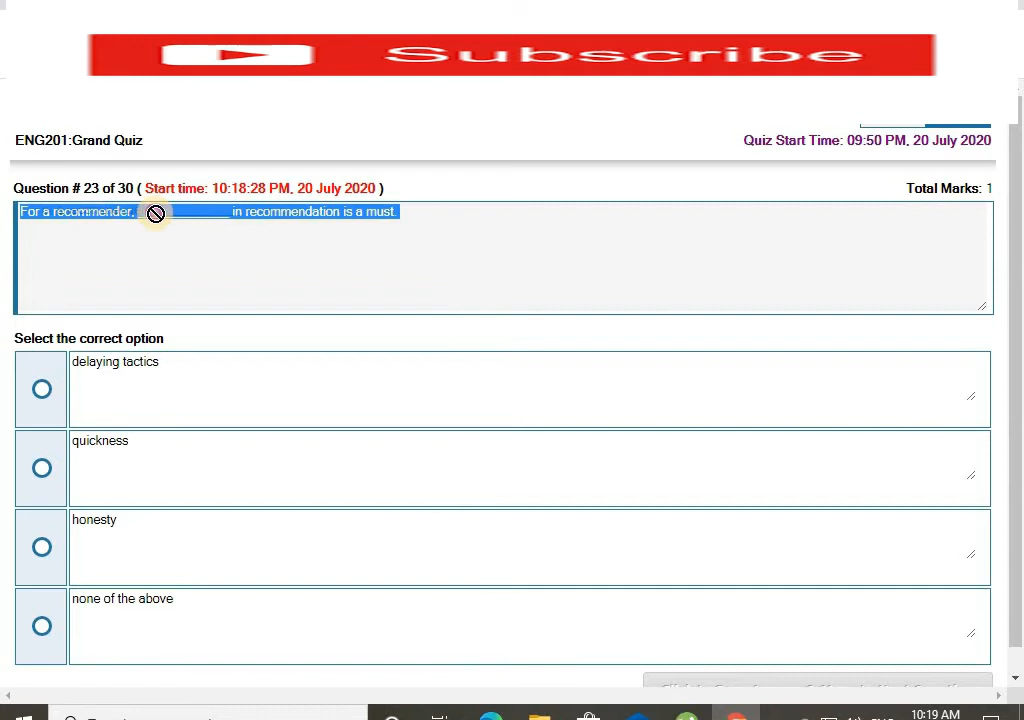 Subscribe
ENG201:Grand Quiz
Quiz Start Time: 09:50 PM, 20 July 2020
Question # 23 of 30 ( Start time: 10:18:28 PM, 20 July 2020 )
Total Marks: 1
For a recommender, ____________ in recommendation is a must.
Select the correct option
delaying tactics
quickness
honesty
none of the above
10:19 AM